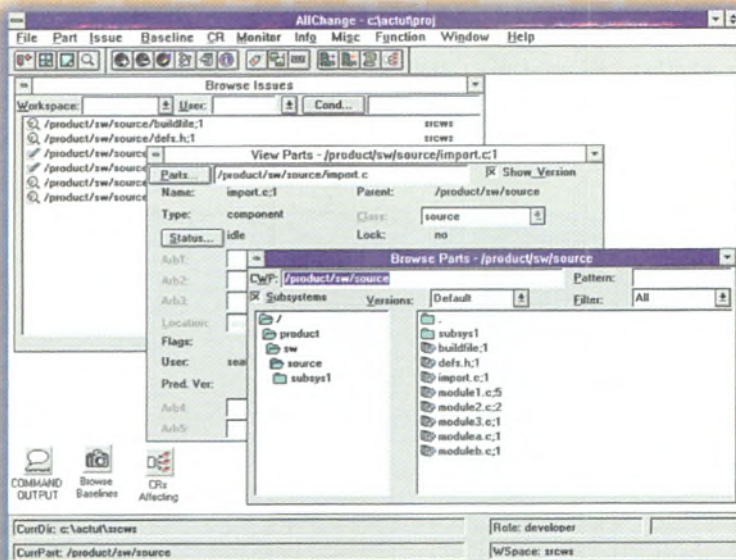 AllChange - c:\actuf\proj
File Part Issue Baseline CR Monitor Info Misc Function Window Help
Browse Issues
Workspace: User: Cond...
/product/sw/source/buildfile;1 srcws
/product/sw/source/defs.h;1 srcws
/product/sw/source
/product/sw/source
/product/sw/source
/product/sw/source
View Parts - /product/sw/source/import.c;1
Parts... /product/sw/source/import.c Show Version
Name: import.c;1 Parent: /product/sw/source
Type: component Class: source
Status... idle Lock: no
Arb1:
Arb2:
Arb3:
Location:
Flags:
User: sea
Pred. Ver:
Arb4:
Arb5:
Browse Parts - /product/sw/source
CWP: /product/sw/source Pattern:
Subsystems Versions: Default Filter: All
/
product
sw
source
subsys1
.
subsys1
buildfile;1
defs.h;1
import.c;1
module1.c;5
module2.c;2
module3.c;1
modulea.c;1
moduleb.c;1
COMMAND OUTPUT
Browse Baselines
CRs Affecting
CurrDir: c:\actuf\srcws Role: developer
CurrPart: /product/sw/source WSpace: srcws